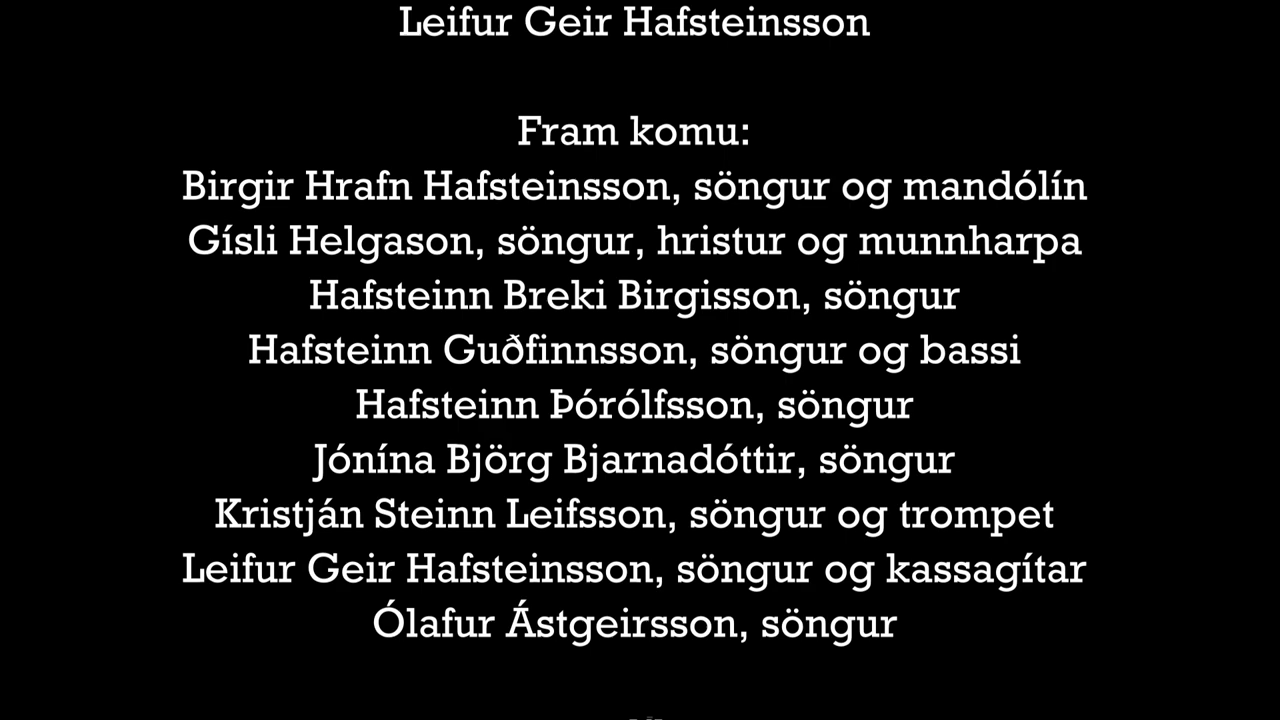 Leifur Geir Hafsteinsson
Fram komu:
Birgir Hrafn Hafsteinsson, söngur og mandólín
Gísli Helgason, söngur, hristur og munnharpa
Hafsteinn Breki Birgisson, söngur
Hafsteinn Guðfinnsson, söngur og bassi
Hafsteinn Þórólfsson, söngur
Jónína Björg Bjarnadóttir, söngur
Kristján Steinn Leifsson, söngur og trompet
Leifur Geir Hafsteinsson, söngur og kassagítar
Ólafur Ástgeirsson, söngur